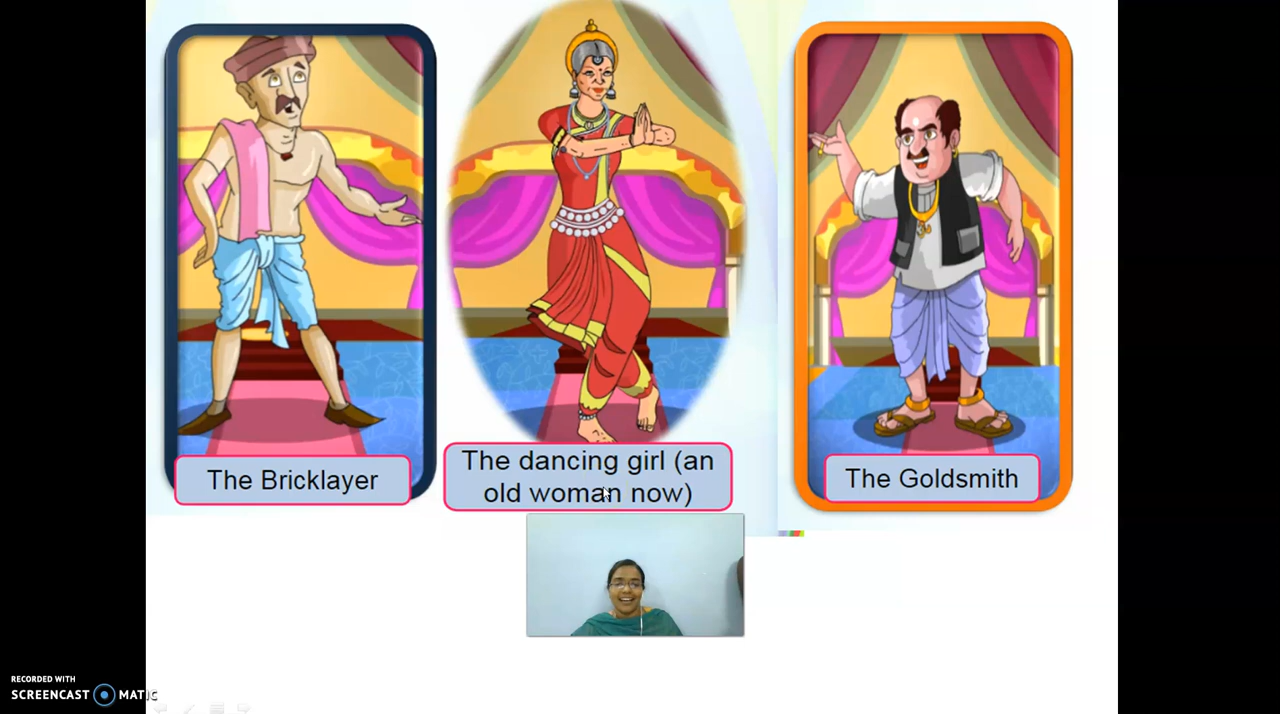 The Bricklayer
The dancing girl (an
old woman now)
The Goldsmith
RECORDED WITH
SCREENCAST MATIC